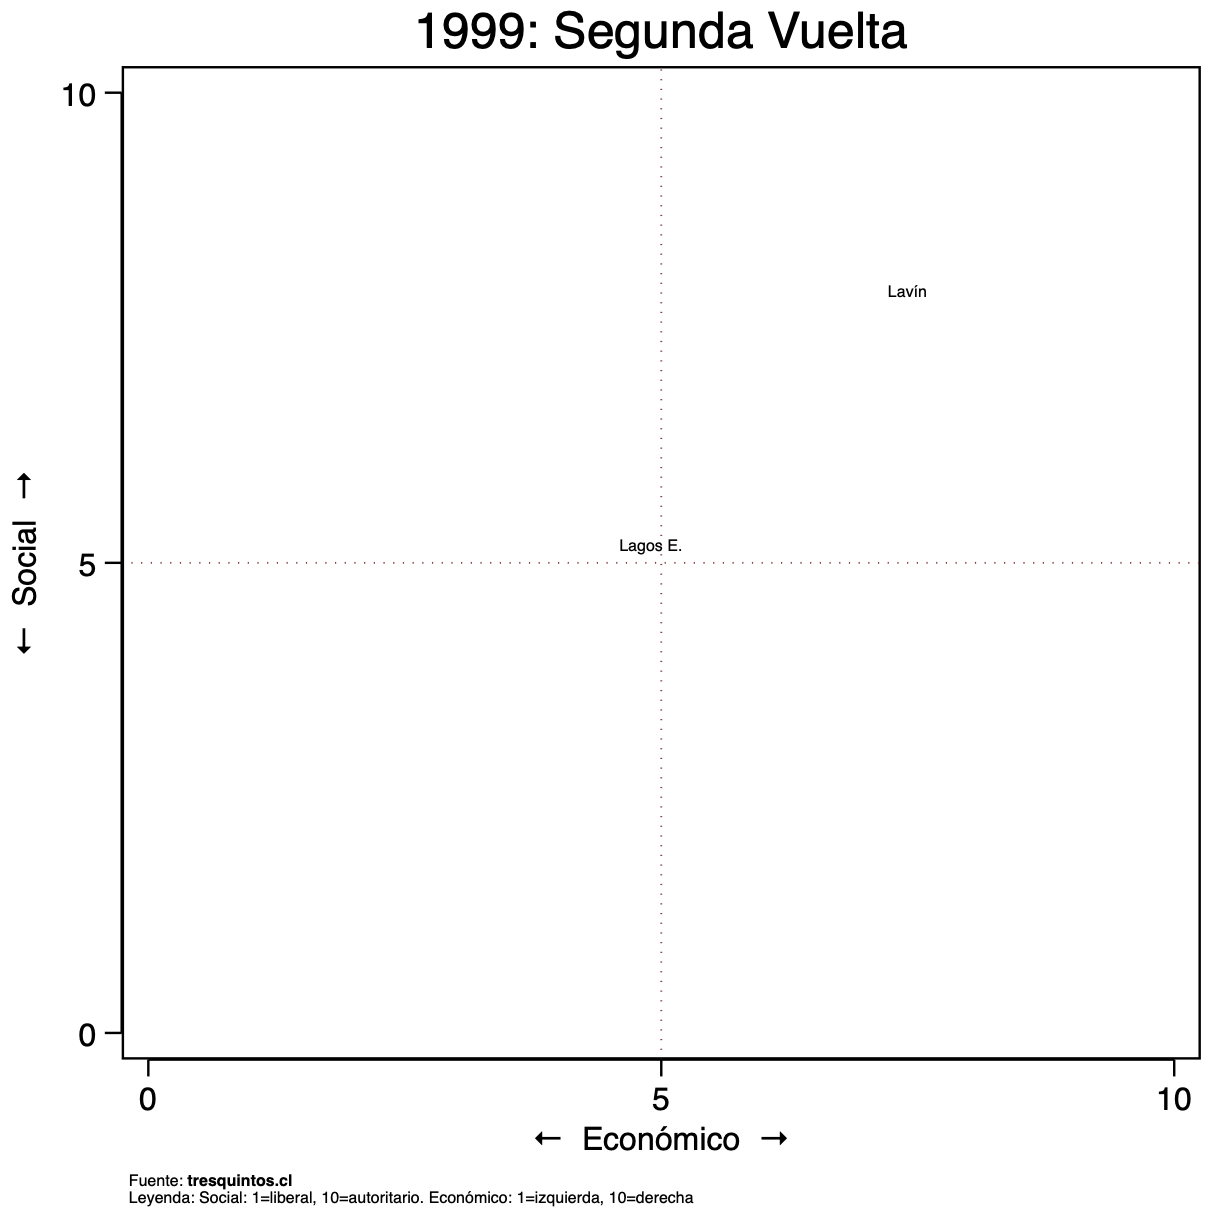 1999: Segunda Vuelta
10
Lavín
← Social →
Lagos E.
5
0
0 5 10
← Económico →
Fuente: tresquintos.cl
Leyenda: Social: 1=liberal, 10=autoritario. Económico: 1=izquierda, 10=derecha